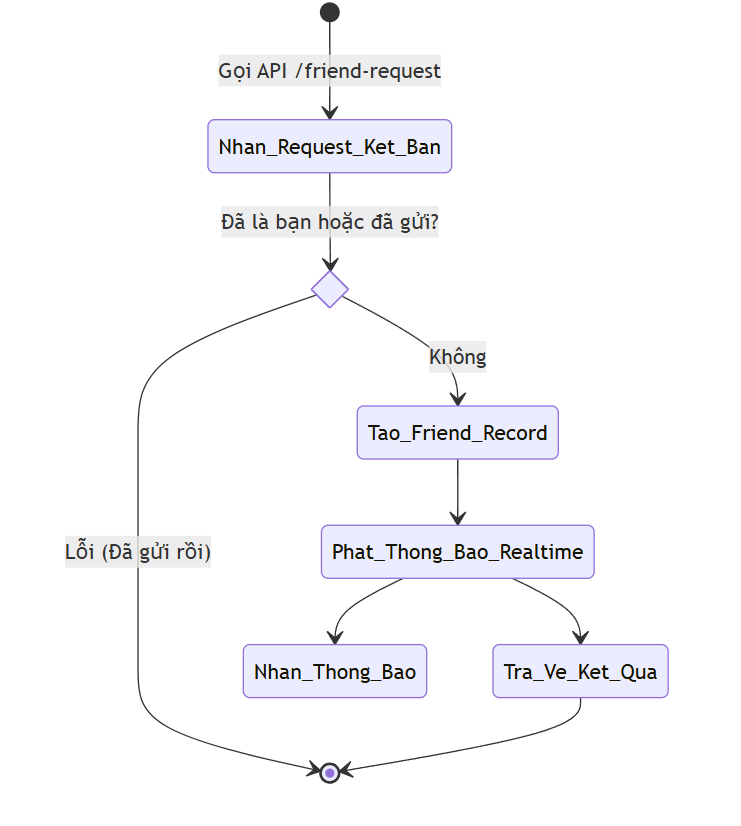 Gọi API /friend-request
Nhan_Request_Ket_Ban
Đã là bạn hoặc đã gửi?
Không
Tao_Friend_Record
Lỗi (Đã gửi rồi)
Phat_Thong_Bao_Realtime
Nhan_Thong_Bao
Tra_Ve_Ket_Qua